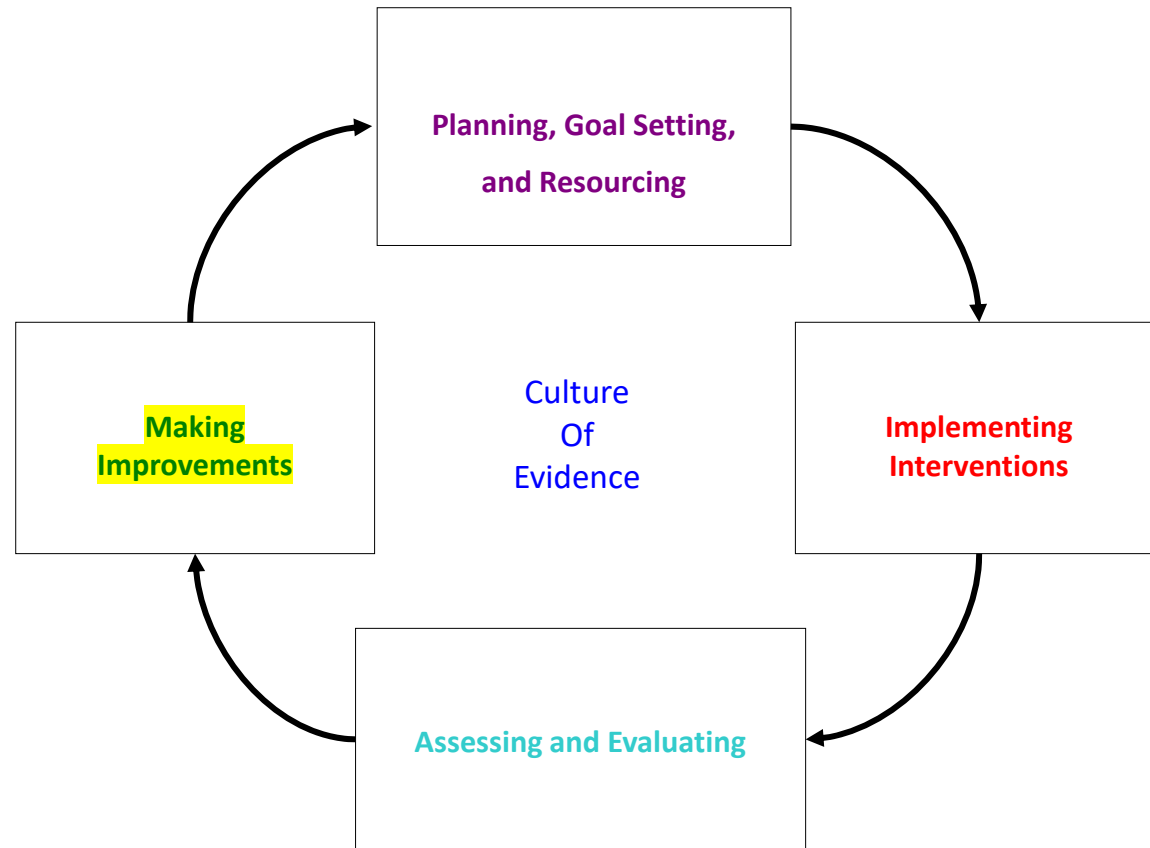 Planning, Goal Setting,
and Resourcing
Making
Improvements
Culture
Of
Evidence
Implementing
Interventions
Assessing and Evaluating